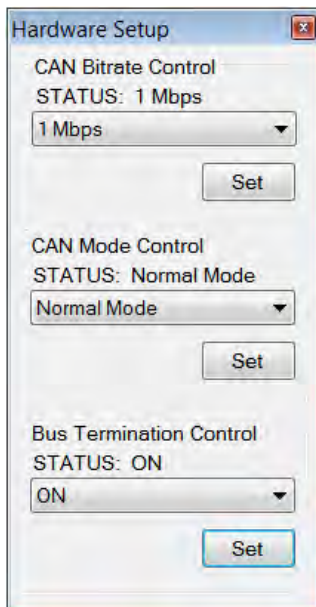 Hardware Setup
CAN Bitrate Control
STATUS: 1 Mbps
1 Mbps
Set
CAN Mode Control
STATUS: Normal Mode
Normal Mode
Set
Bus Termination Control
STATUS: ON
ON
Set